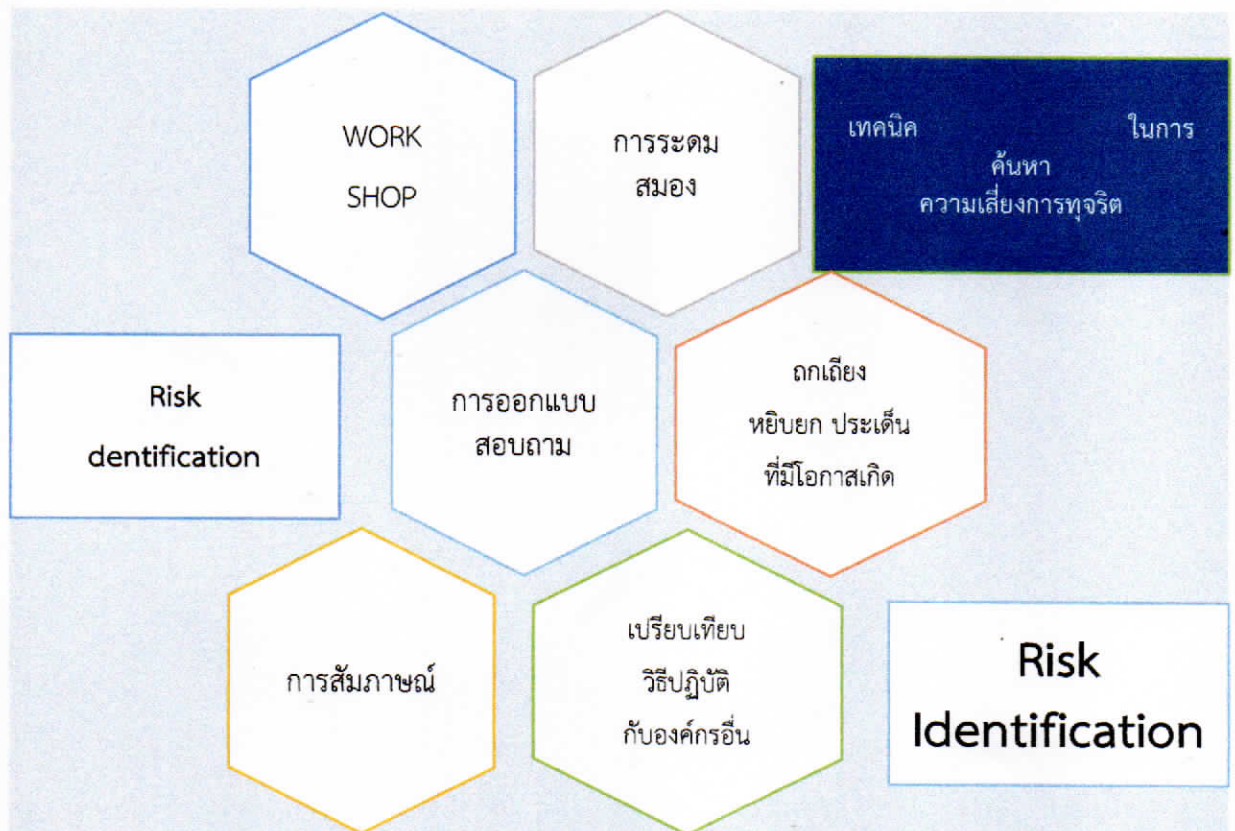 WORK
SHOP
การระดม
สมอง
เทคนิค ในการ
ค้นหา
ความเสี่ยงการทุจริต
Risk
dentification
การออกแบบ
สอบถาม
ถกเถียง
หยิบยก ประเด็น
ที่มีโอกาสเกิด
การสัมภาษณ์
เปรียบเทียบ
วิธีปฏิบัติ
กับองค์กรอื่น
Risk
Identification